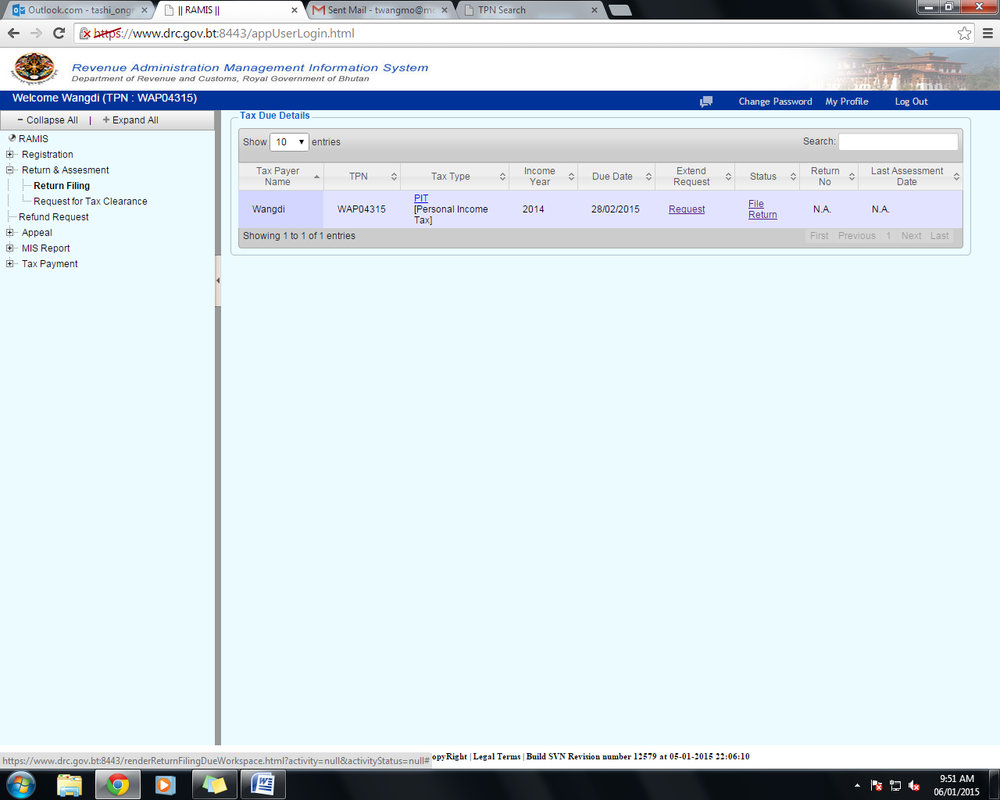 Outlook.com - tashi_ongr
|| RAMIS ||
Sent Mail - twangmo@mc
TPN Search
https://www.drc.gov.bt:8443/appUserLogin.html
Revenue Administration Management Information System
Department of Revenue and Customs, Royal Government of Bhutan
Welcome Wangdi (TPN : WAP04315)
Change Password
My Profile
Log Out
− Collapse All | + Expand All
RAMIS
Registration
Return & Assesment
Return Filing
Request for Tax Clearance
Refund Request
Appeal
MIS Report
Tax Payment
Tax Due Details
Show 10 entries
Search:
Tax Payer Name
TPN
Tax Type
Income Year
Due Date
Extend Request
Status
Return No
Last Assessment Date
Wangdi
WAP04315
PIT
[Personal Income Tax]
2014
28/02/2015
Request
File Return
N.A.
N.A.
Showing 1 to 1 of 1 entries
First Previous 1 Next Last
https://www.drc.gov.bt:8443/renderReturnFilingDueWorkspace.html?activity=null&activityStatus=null#
opyRight | Legal Terms | Build SVN Revision number 12579 at 05-01-2015 22:06:10
9:51 AM
06/01/2015